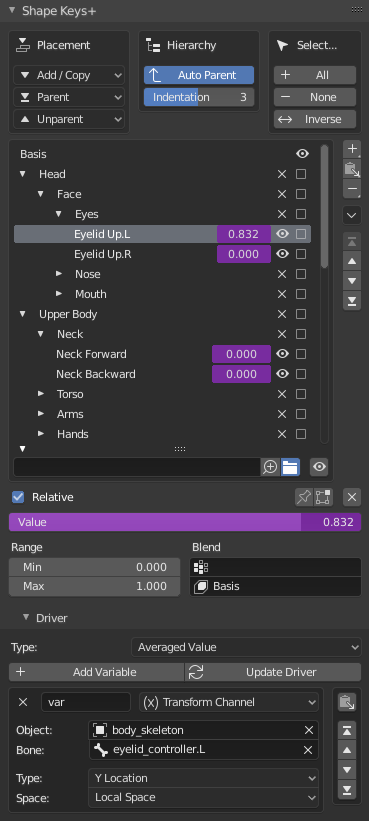 Shape Keys+
Placement
Hierarchy
Select...
Add / Copy
Auto Parent
All
Parent
Indentation 3
None
Unparent
Inverse
Basis
Head
Face
Eyes
Eyelid Up.L 0.832
Eyelid Up.R 0.000
Nose
Mouth
Upper Body
Neck
Neck Forward 0.000
Neck Backward 0.000
Torso
Arms
Hands
Relative
Value 0.832
Range
Blend
Min 0.000
Max 1.000
Basis
Driver
Type: Averaged Value
Add Variable
Update Driver
var
(x) Transform Channel
Object: body_skeleton
Bone: eyelid_controller.L
Type: Y Location
Space: Local Space